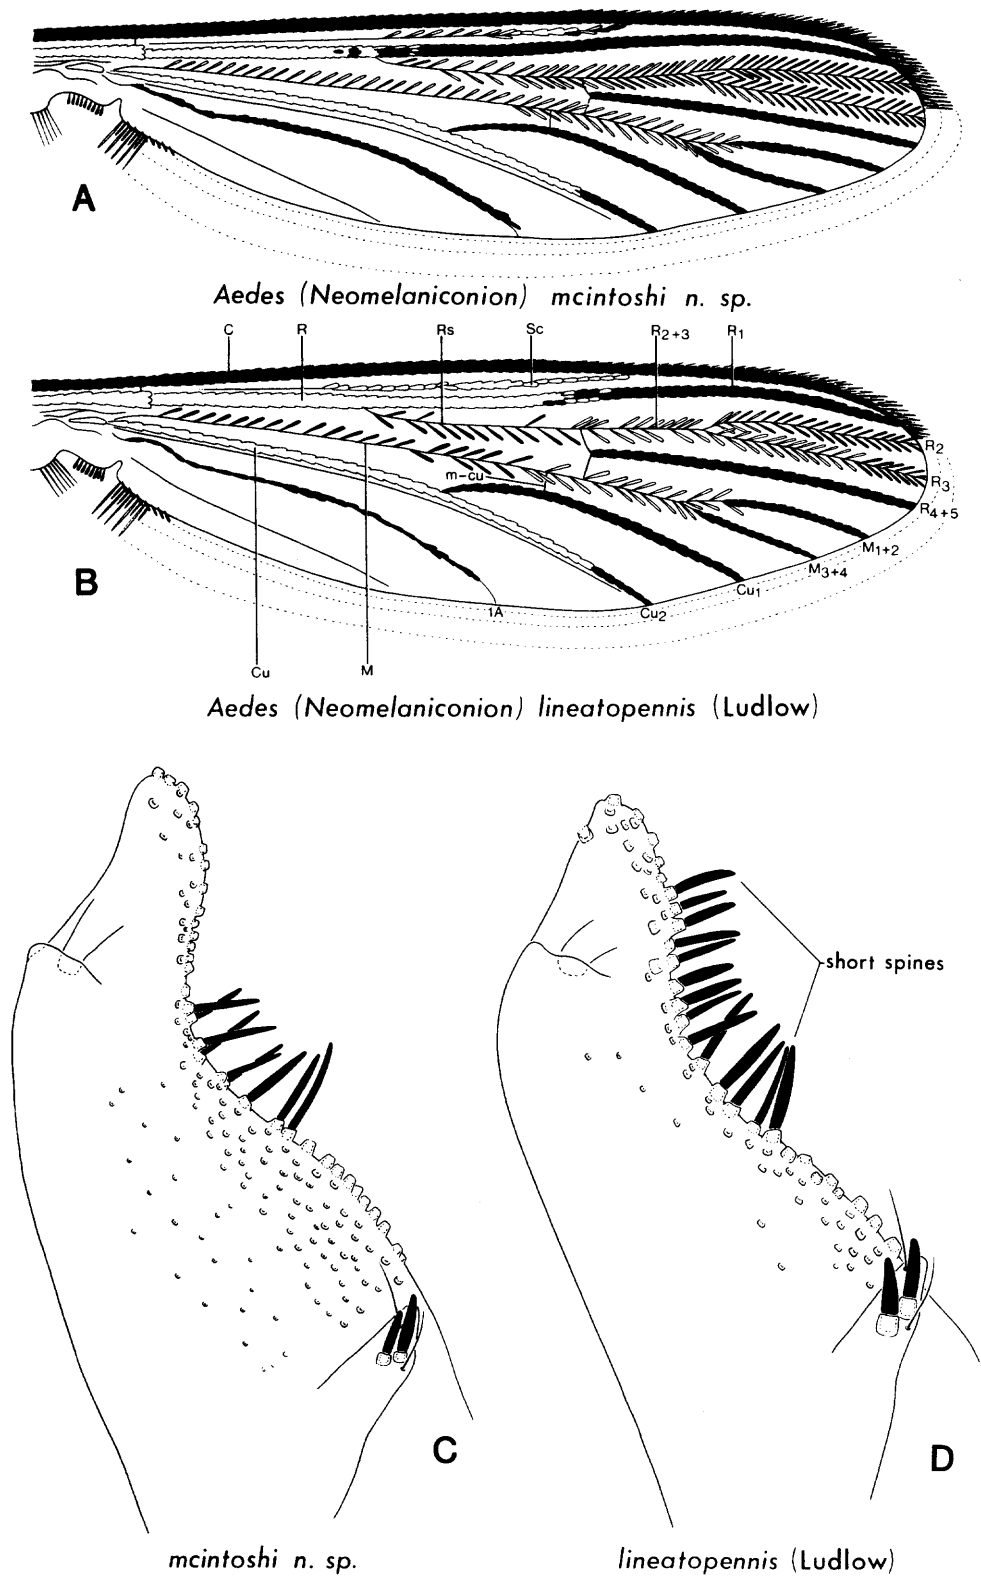 A
Aedes (Neomelaniconion) mcintoshi n. sp.
C R Rs Sc R2+3 R1
m-cu
R2
R3
R4+5
M1+2
M3+4
Cu1
Cu2
1A
B
Cu M
Aedes (Neomelaniconion) lineatopennis (Ludlow)
short spines
C
D
mcintoshi n. sp.
lineatopennis (Ludlow)